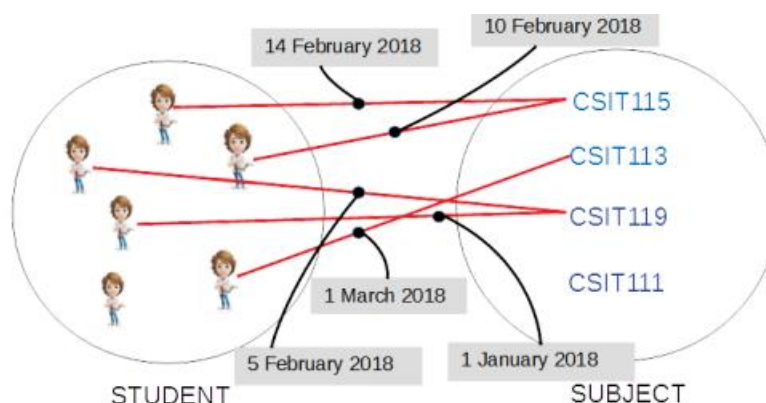 10 February 2018
14 February 2018
CSIT115
CSIT113
CSIT119
CSIT111
1 March 2018
5 February 2018
1 January 2018
STUDENT
SUBJECT